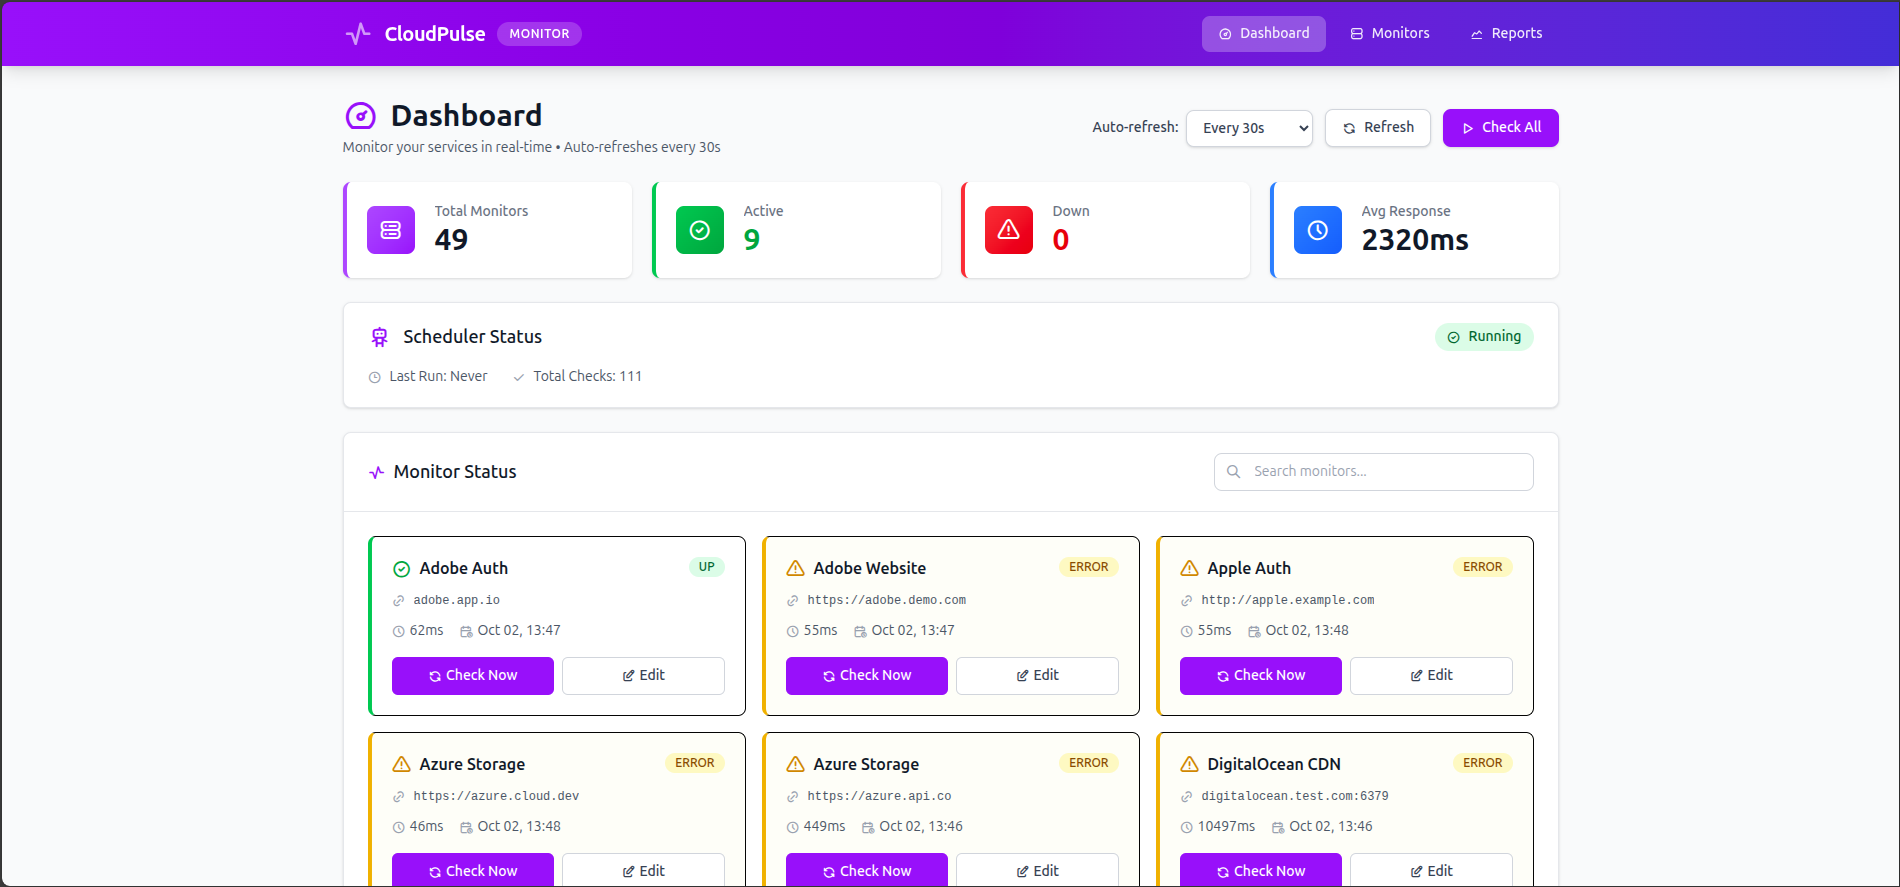 CloudPulse MONITOR Dashboard Monitors Reports
Dashboard
Monitor your services in real-time • Auto-refreshes every 30s
Auto-refresh: Every 30s Refresh Check All
Total Monitors
49
Active
9
Down
0
Avg Response
2320ms
Scheduler Status Running
Last Run: Never Total Checks: 111
Monitor Status Search monitors...
Adobe Auth UP
adobe.app.io
62ms Oct 02, 13:47
Check Now Edit
Adobe Website ERROR
https://adobe.demo.com
55ms Oct 02, 13:47
Check Now Edit
Apple Auth ERROR
http://apple.example.com
55ms Oct 02, 13:48
Check Now Edit
Azure Storage ERROR
https://azure.cloud.dev
46ms Oct 02, 13:48
Check Now Edit
Azure Storage ERROR
https://azure.api.co
449ms Oct 02, 13:46
Check Now Edit
DigitalOcean CDN ERROR
digitalocean.test.com:6379
10497ms Oct 02, 13:46
Check Now Edit